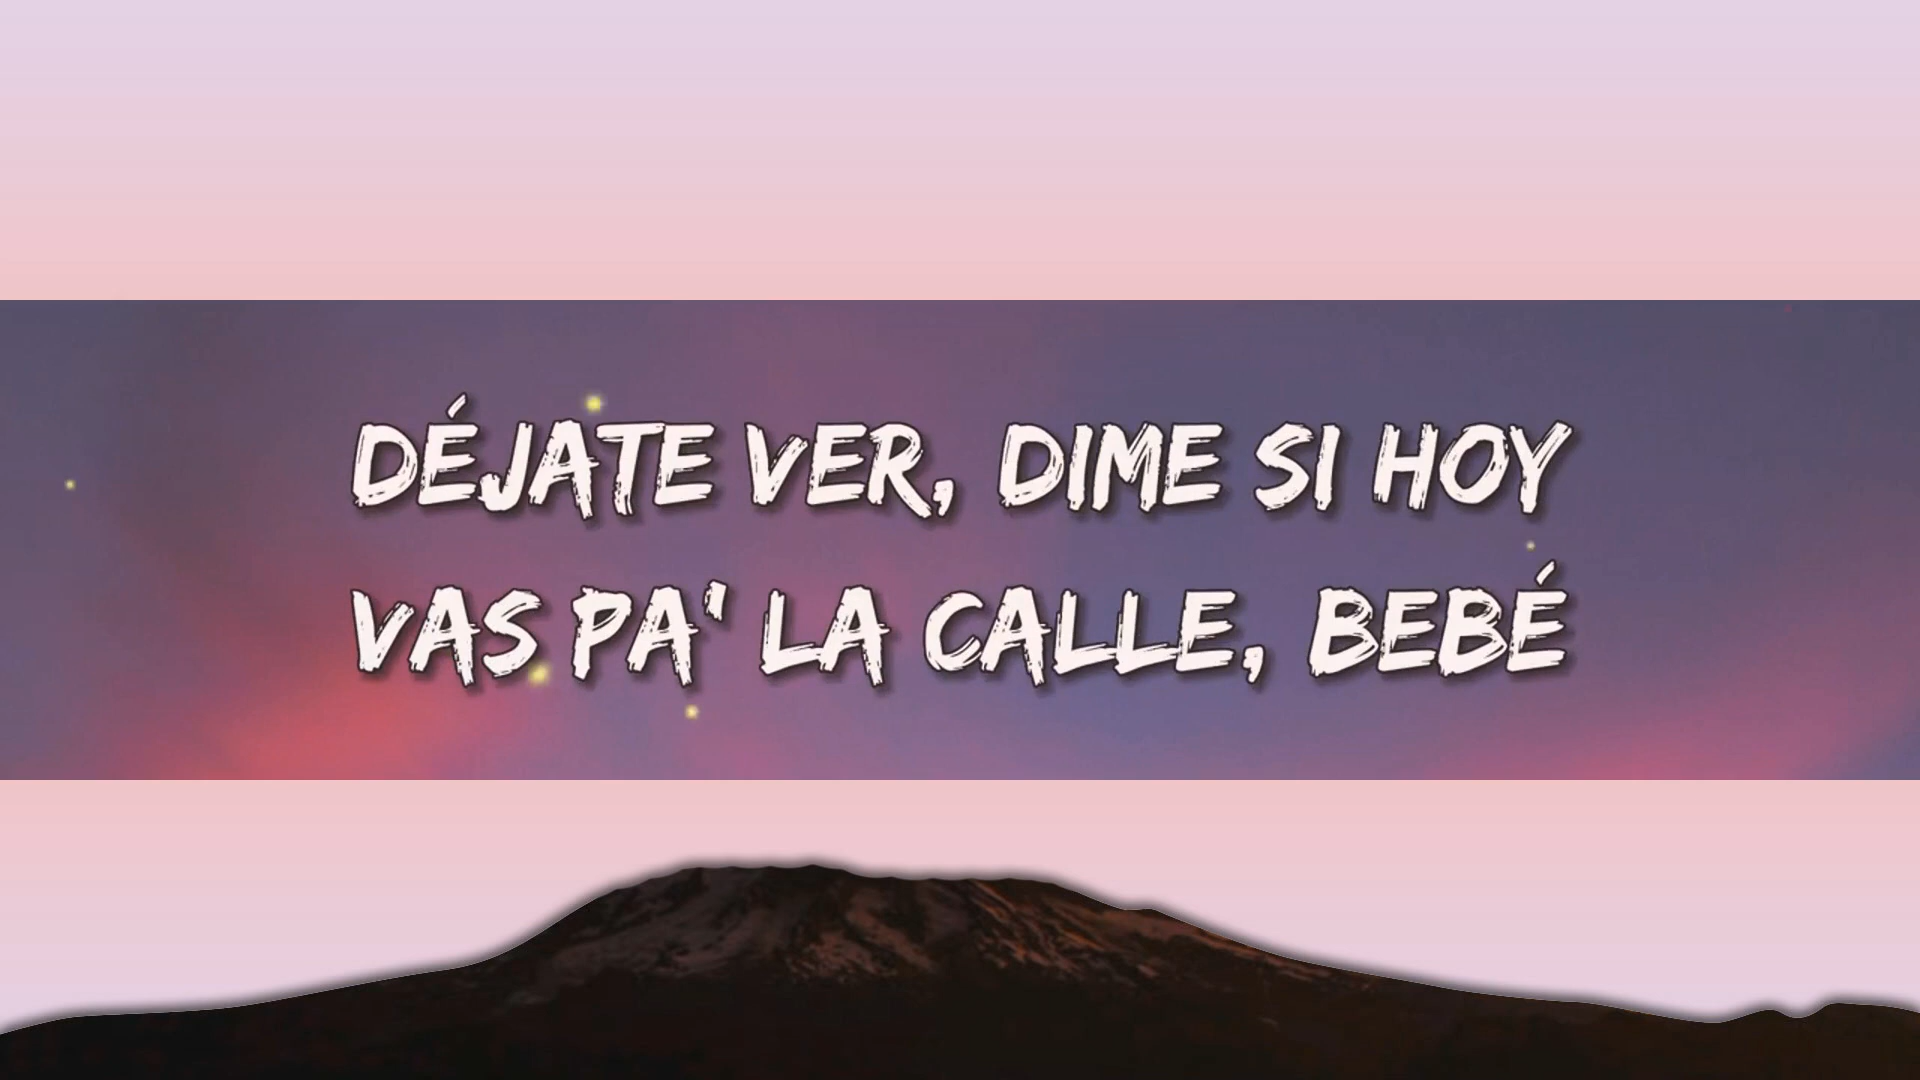 DÉJATE VER, DIME SI HOY
VAS PA' LA CALLE, BEBÉ